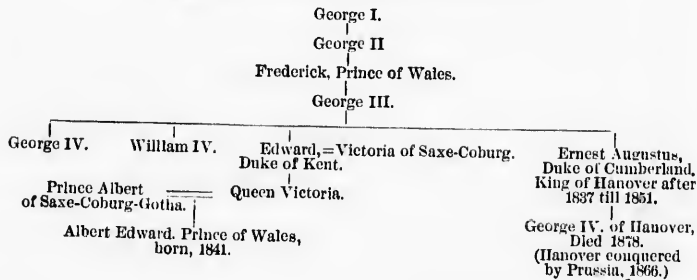 George I.
George II
Frederick, Prince of Wales.
George III.
George IV.
William IV.
Edward, = Victoria of Saxe-Coburg.
Duke of Kent.
Ernest Augustus,
Duke of Cumberland,
King of Hanover after
1837 till 1851.
Prince Albert
of Saxe-Coburg-Gotha.
Queen Victoria.
Albert Edward. Prince of Wales,
born, 1841.
George IV. of Hanover,
Died 1878.
(Hanover conquered
by Prussia, 1866.)